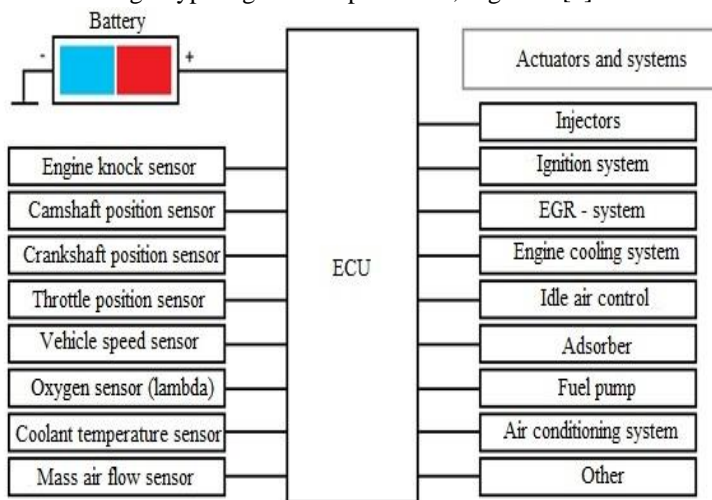 Battery
- +
Engine knock sensor
Camshaft position sensor
Crankshaft position sensor
Throttle position sensor
Vehicle speed sensor
Oxygen sensor (lambda)
Coolant temperature sensor
Mass air flow sensor
ECU
Actuators and systems
Injectors
Ignition system
EGR - system
Engine cooling system
Idle air control
Adsorber
Fuel pump
Air conditioning system
Other